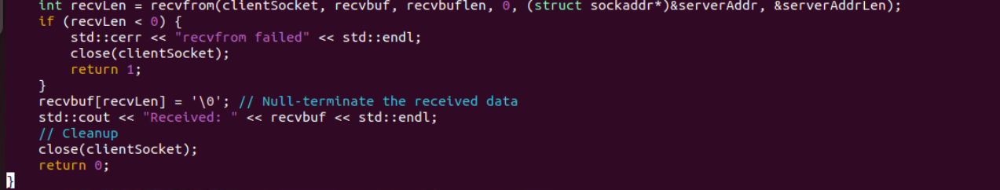 int recvLen = recvfrom(clientSocket, recvbuf, recvbuflen, 0, (struct sockaddr*)&serverAddr, &serverAddrLen);
if (recvLen < 0) {
std::cerr << "recvfrom failed" << std::endl;
close(clientSocket);
return 1;
}
recvbuf[recvLen] = '\0'; // Null-terminate the received data
std::cout << "Received: " << recvbuf << std::endl;
// Cleanup
close(clientSocket);
return 0;
}